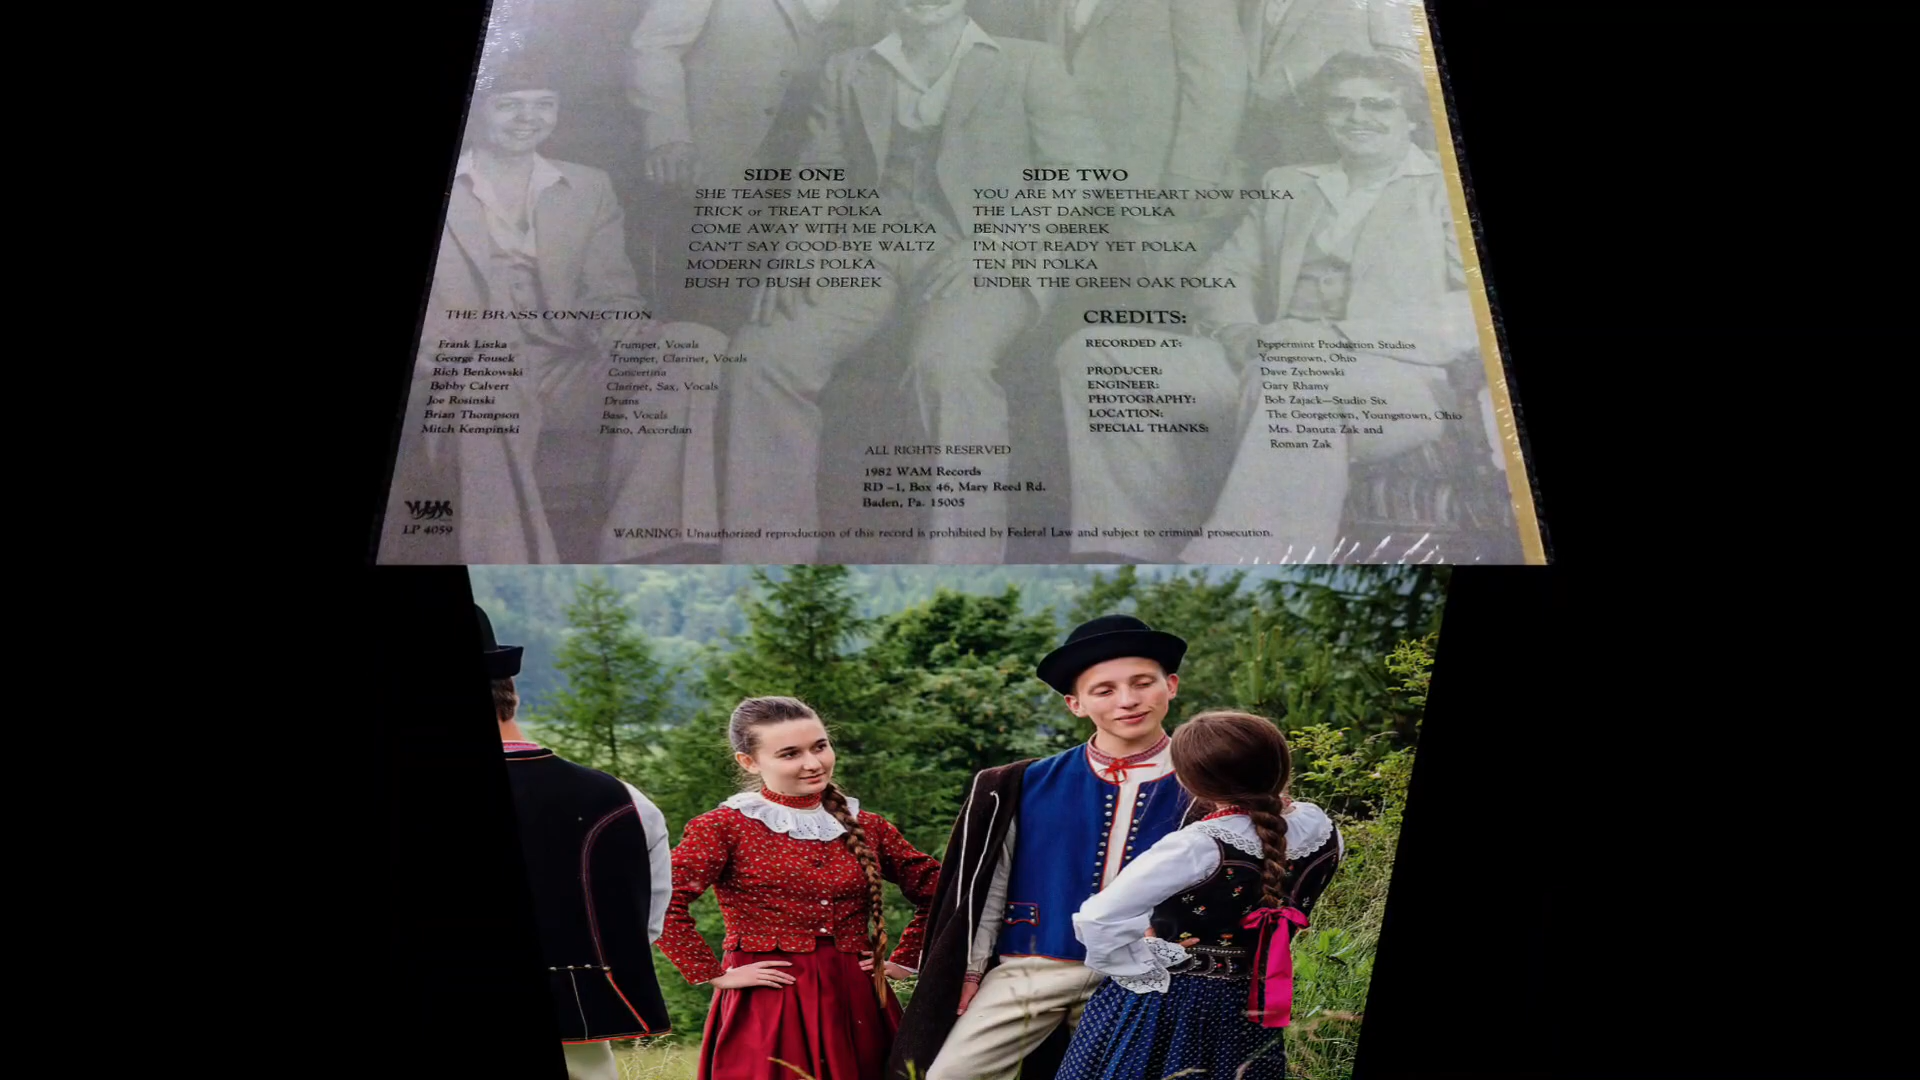 SIDE ONE
SHE TEASES ME POLKA
TRICK or TREAT POLKA
COME AWAY WITH ME POLKA
CAN'T SAY GOOD-BYE WALTZ
MODERN GIRLS POLKA
BUSH TO BUSH OBEREK
SIDE TWO
YOU ARE MY SWEETHEART NOW POLKA
THE LAST DANCE POLKA
BENNY'S OBEREK
I'M NOT READY YET POLKA
TEN PIN POLKA
UNDER THE GREEN OAK POLKA
THE BRASS CONNECTION
Frank Liszka Trumpet, Vocals
George Fousek Trumpet, Clarinet, Vocals
Rich Benkowski Concertina
Bobby Calvert Clarinet, Sax, Vocals
Joe Rosinski Drums
Brian Thompson Bass, Vocals
Mitch Kempinski Piano, Accordian
CREDITS:
RECORDED AT: Peppermint Production Studios
Youngstown, Ohio
PRODUCER: Dave Zychowski
ENGINEER: Gary Rhamy
PHOTOGRAPHY: Bob Zajack—Studio Six
LOCATION: The Georgetown, Youngstown, Ohio
SPECIAL THANKS: Mrs. Danuta Zak and
Roman Zak
ALL RIGHTS RESERVED
1982 WAM Records
RD -1, Box 46, Mary Reed Rd.
Baden, Pa. 15005
WAM
LP 4059
WARNING: Unauthorized reproduction of this record is prohibited by Federal Law and subject to criminal prosecution.